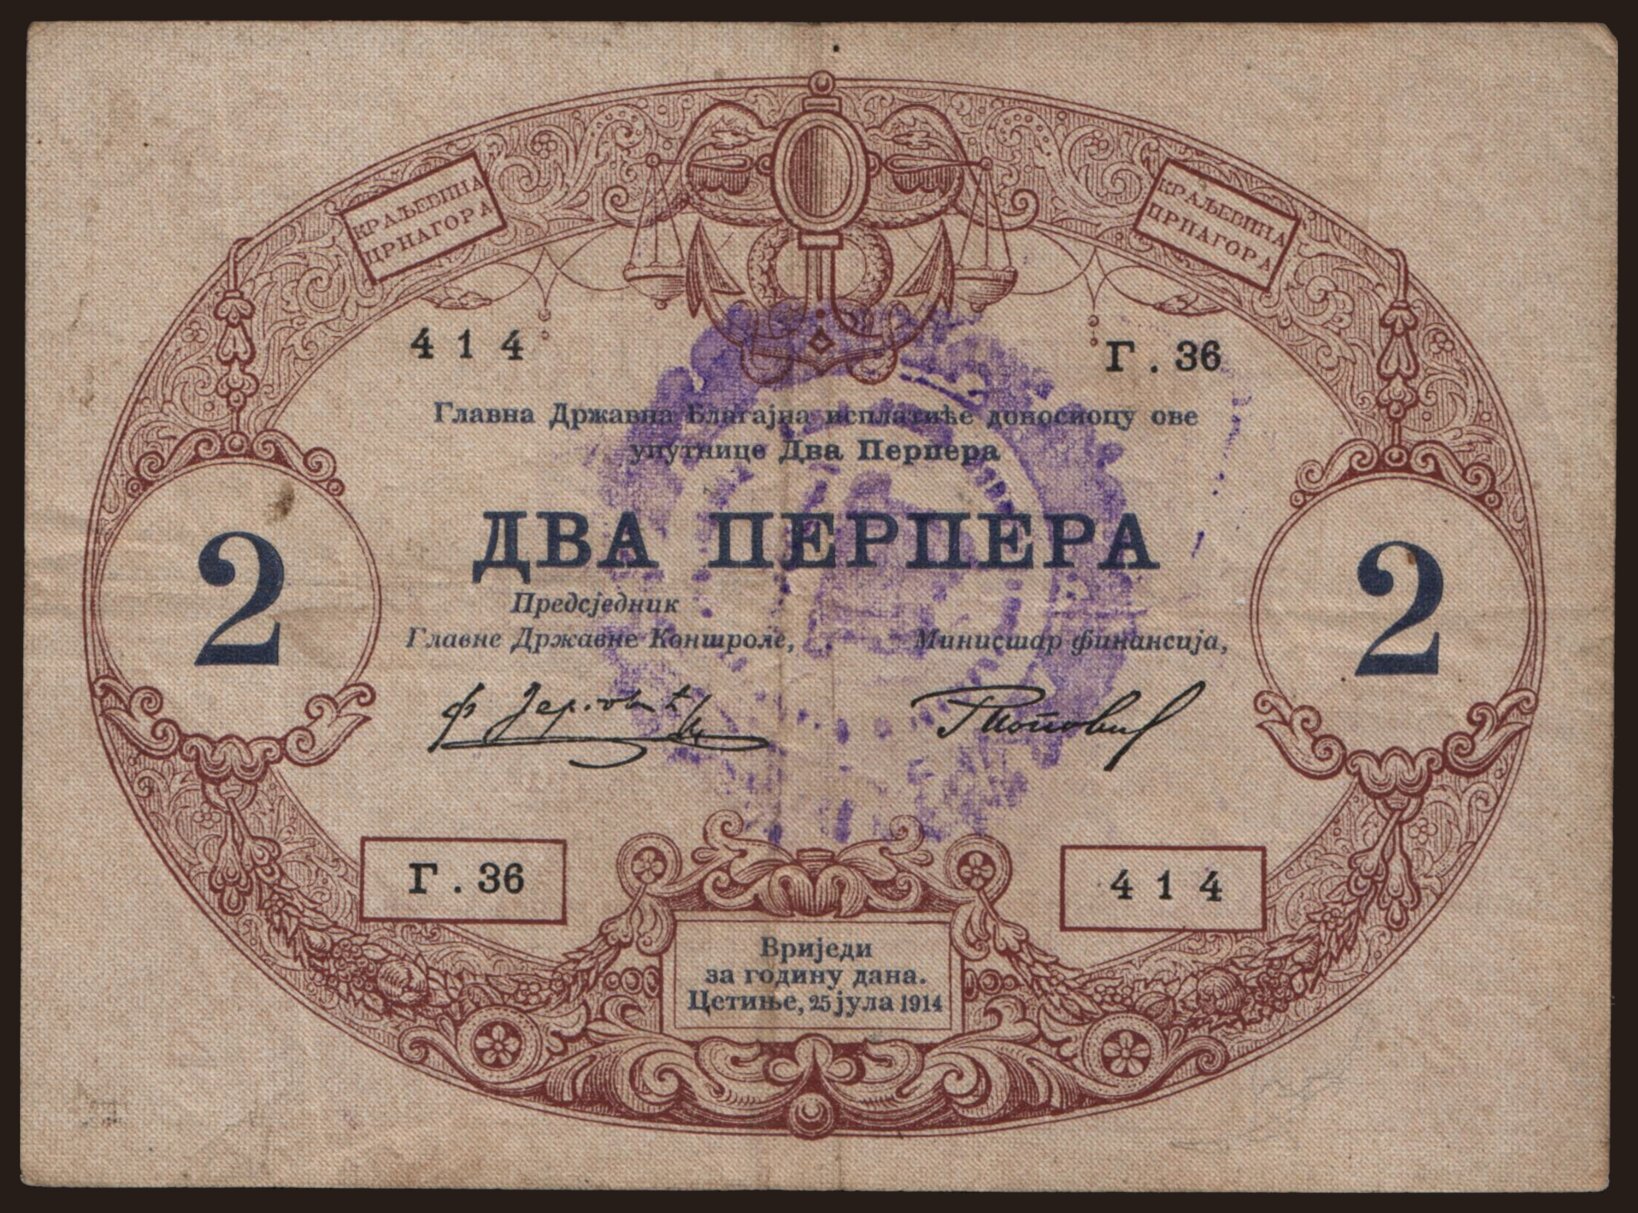 КРАЉЕВИНА
ЦРНАГОРА
КРАЉЕВИНА
ЦРНАГОРА
414
Г. 36
Главна Државна Благајна исплатиће доносиоцу ове
упутнице Два Перпера
ДВА ПЕРПЕРА
2
2
Предсједник
Главне Државне Контроле,
Министар финансија,
Г. 36
414
Вриједи
за годину дана.
Цетиње, 25 јула 1914